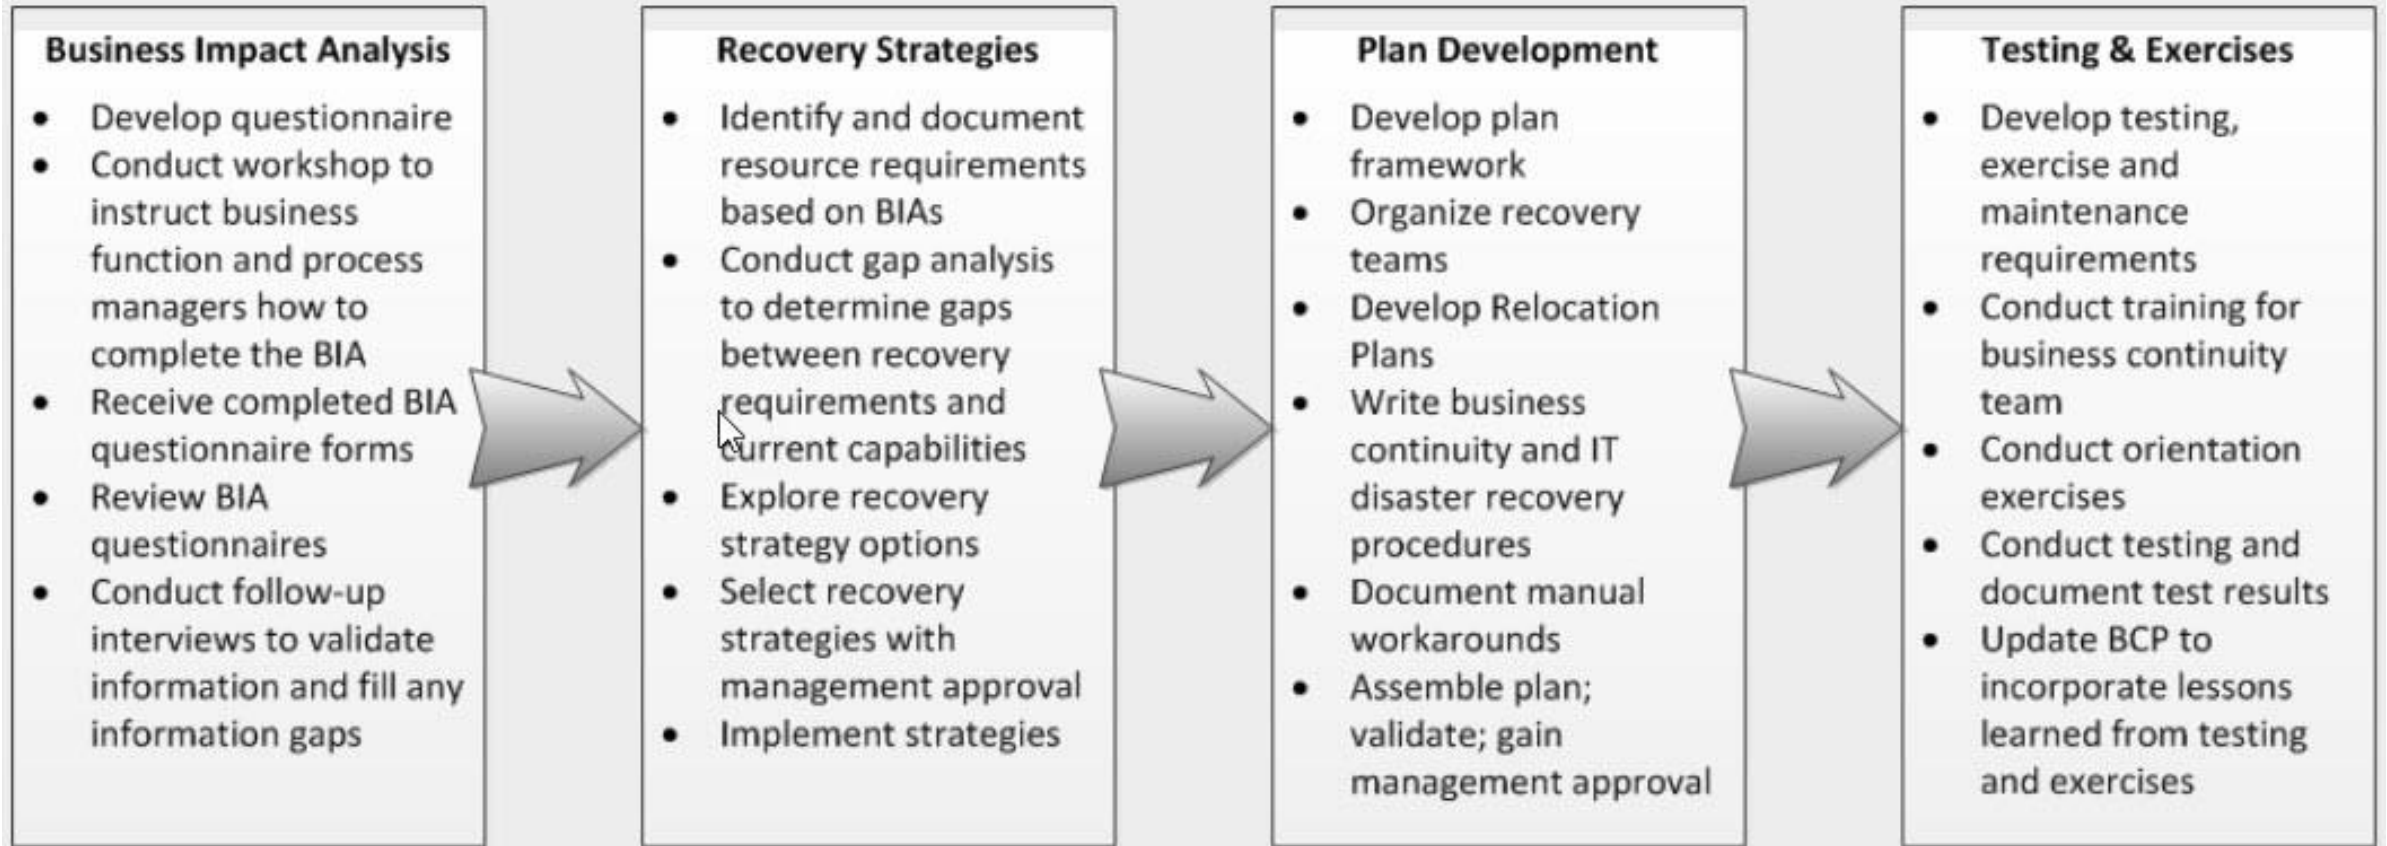 Business Impact Analysis
• Develop questionnaire
• Conduct workshop to
instruct business
function and process
managers how to
complete the BIA
• Receive completed BIA
questionnaire forms
• Review BIA
questionnaires
• Conduct follow-up
interviews to validate
information and fill any
information gaps
Recovery Strategies
• Identify and document
resource requirements
based on BIAs
• Conduct gap analysis
to determine gaps
between recovery
requirements and
current capabilities
• Explore recovery
strategy options
• Select recovery
strategies with
management approval
• Implement strategies
Plan Development
• Develop plan
framework
• Organize recovery
teams
• Develop Relocation
Plans
• Write business
continuity and IT
disaster recovery
procedures
• Document manual
workarounds
• Assemble plan;
validate; gain
management approval
Testing & Exercises
• Develop testing,
exercise and
maintenance
requirements
• Conduct training for
business continuity
team
• Conduct orientation
exercises
• Conduct testing and
document test results
• Update BCP to
incorporate lessons
learned from testing
and exercises